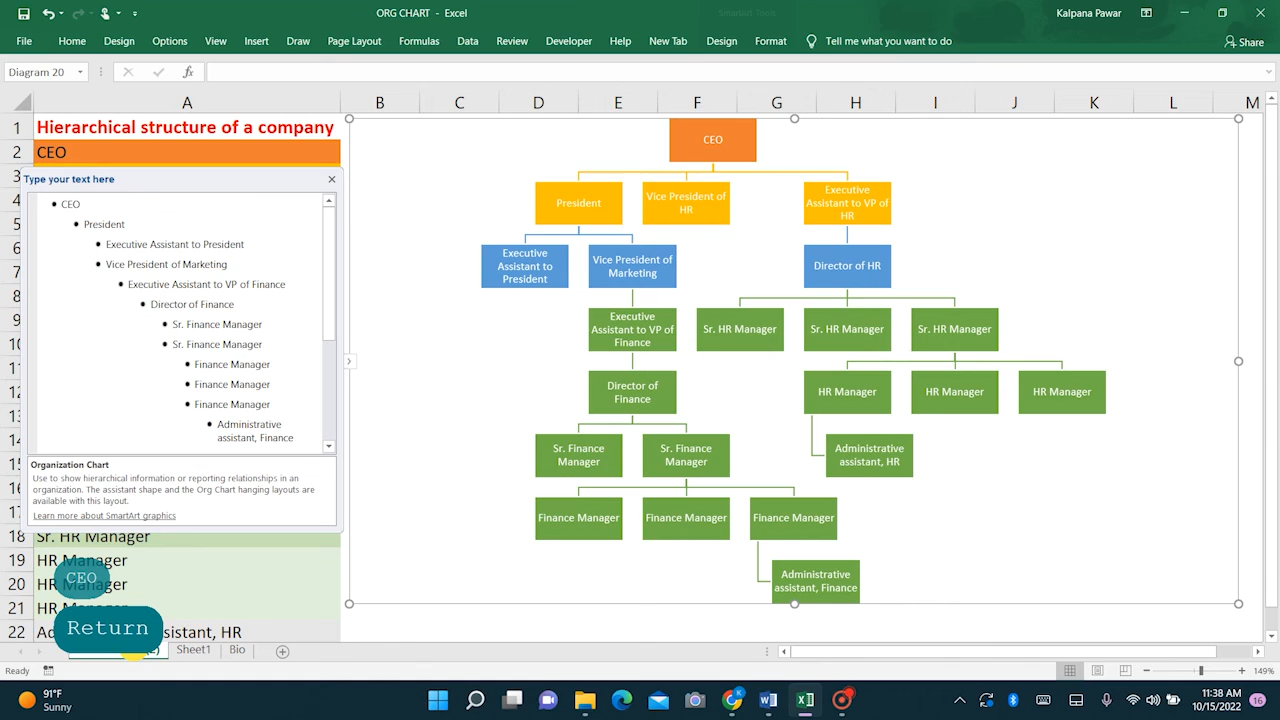 ORG CHART - Excel
SmartArt Tools
Kalpana Pawar
File Home Design Options View Insert Draw Page Layout Formulas Data Review Developer Help New Tab Design Format Tell me what you want to do Share
Diagram 20
fx
A B C D E F G H I J K L M
1 Hierarchical structure of a company
2 CEO
Type your text here
CEO
President
Executive Assistant to President
Vice President of Marketing
Executive Assistant to VP of Finance
Director of Finance
Sr. Finance Manager
Sr. Finance Manager
Finance Manager
Finance Manager
Finance Manager
Administrative
assistant, Finance
Organization Chart
Use to show hierarchical information or reporting relationships in an
organization. The assistant shape and the Org Chart hanging layouts are
available with this layout.
Learn more about SmartArt graphics
18 Sr. HR Manager
19 HR Manager
20 HR Manager
21 HR Manager
22
CEO
Return
CEO
President
Vice President of
HR
Executive
Assistant to VP of
HR
Executive
Assistant to
President
Vice President of
Marketing
Director of HR
Executive
Assistant to VP of
Finance
Sr. HR Manager
Sr. HR Manager
Sr. HR Manager
Director of
Finance
HR Manager
HR Manager
HR Manager
Sr. Finance
Manager
Sr. Finance
Manager
Administrative
assistant, HR
Finance Manager
Finance Manager
Finance Manager
Administrative
assistant, Finance
Sheet1 Bio
Ready
149%
91°F
Sunny
11:38 AM
10/15/2022
16